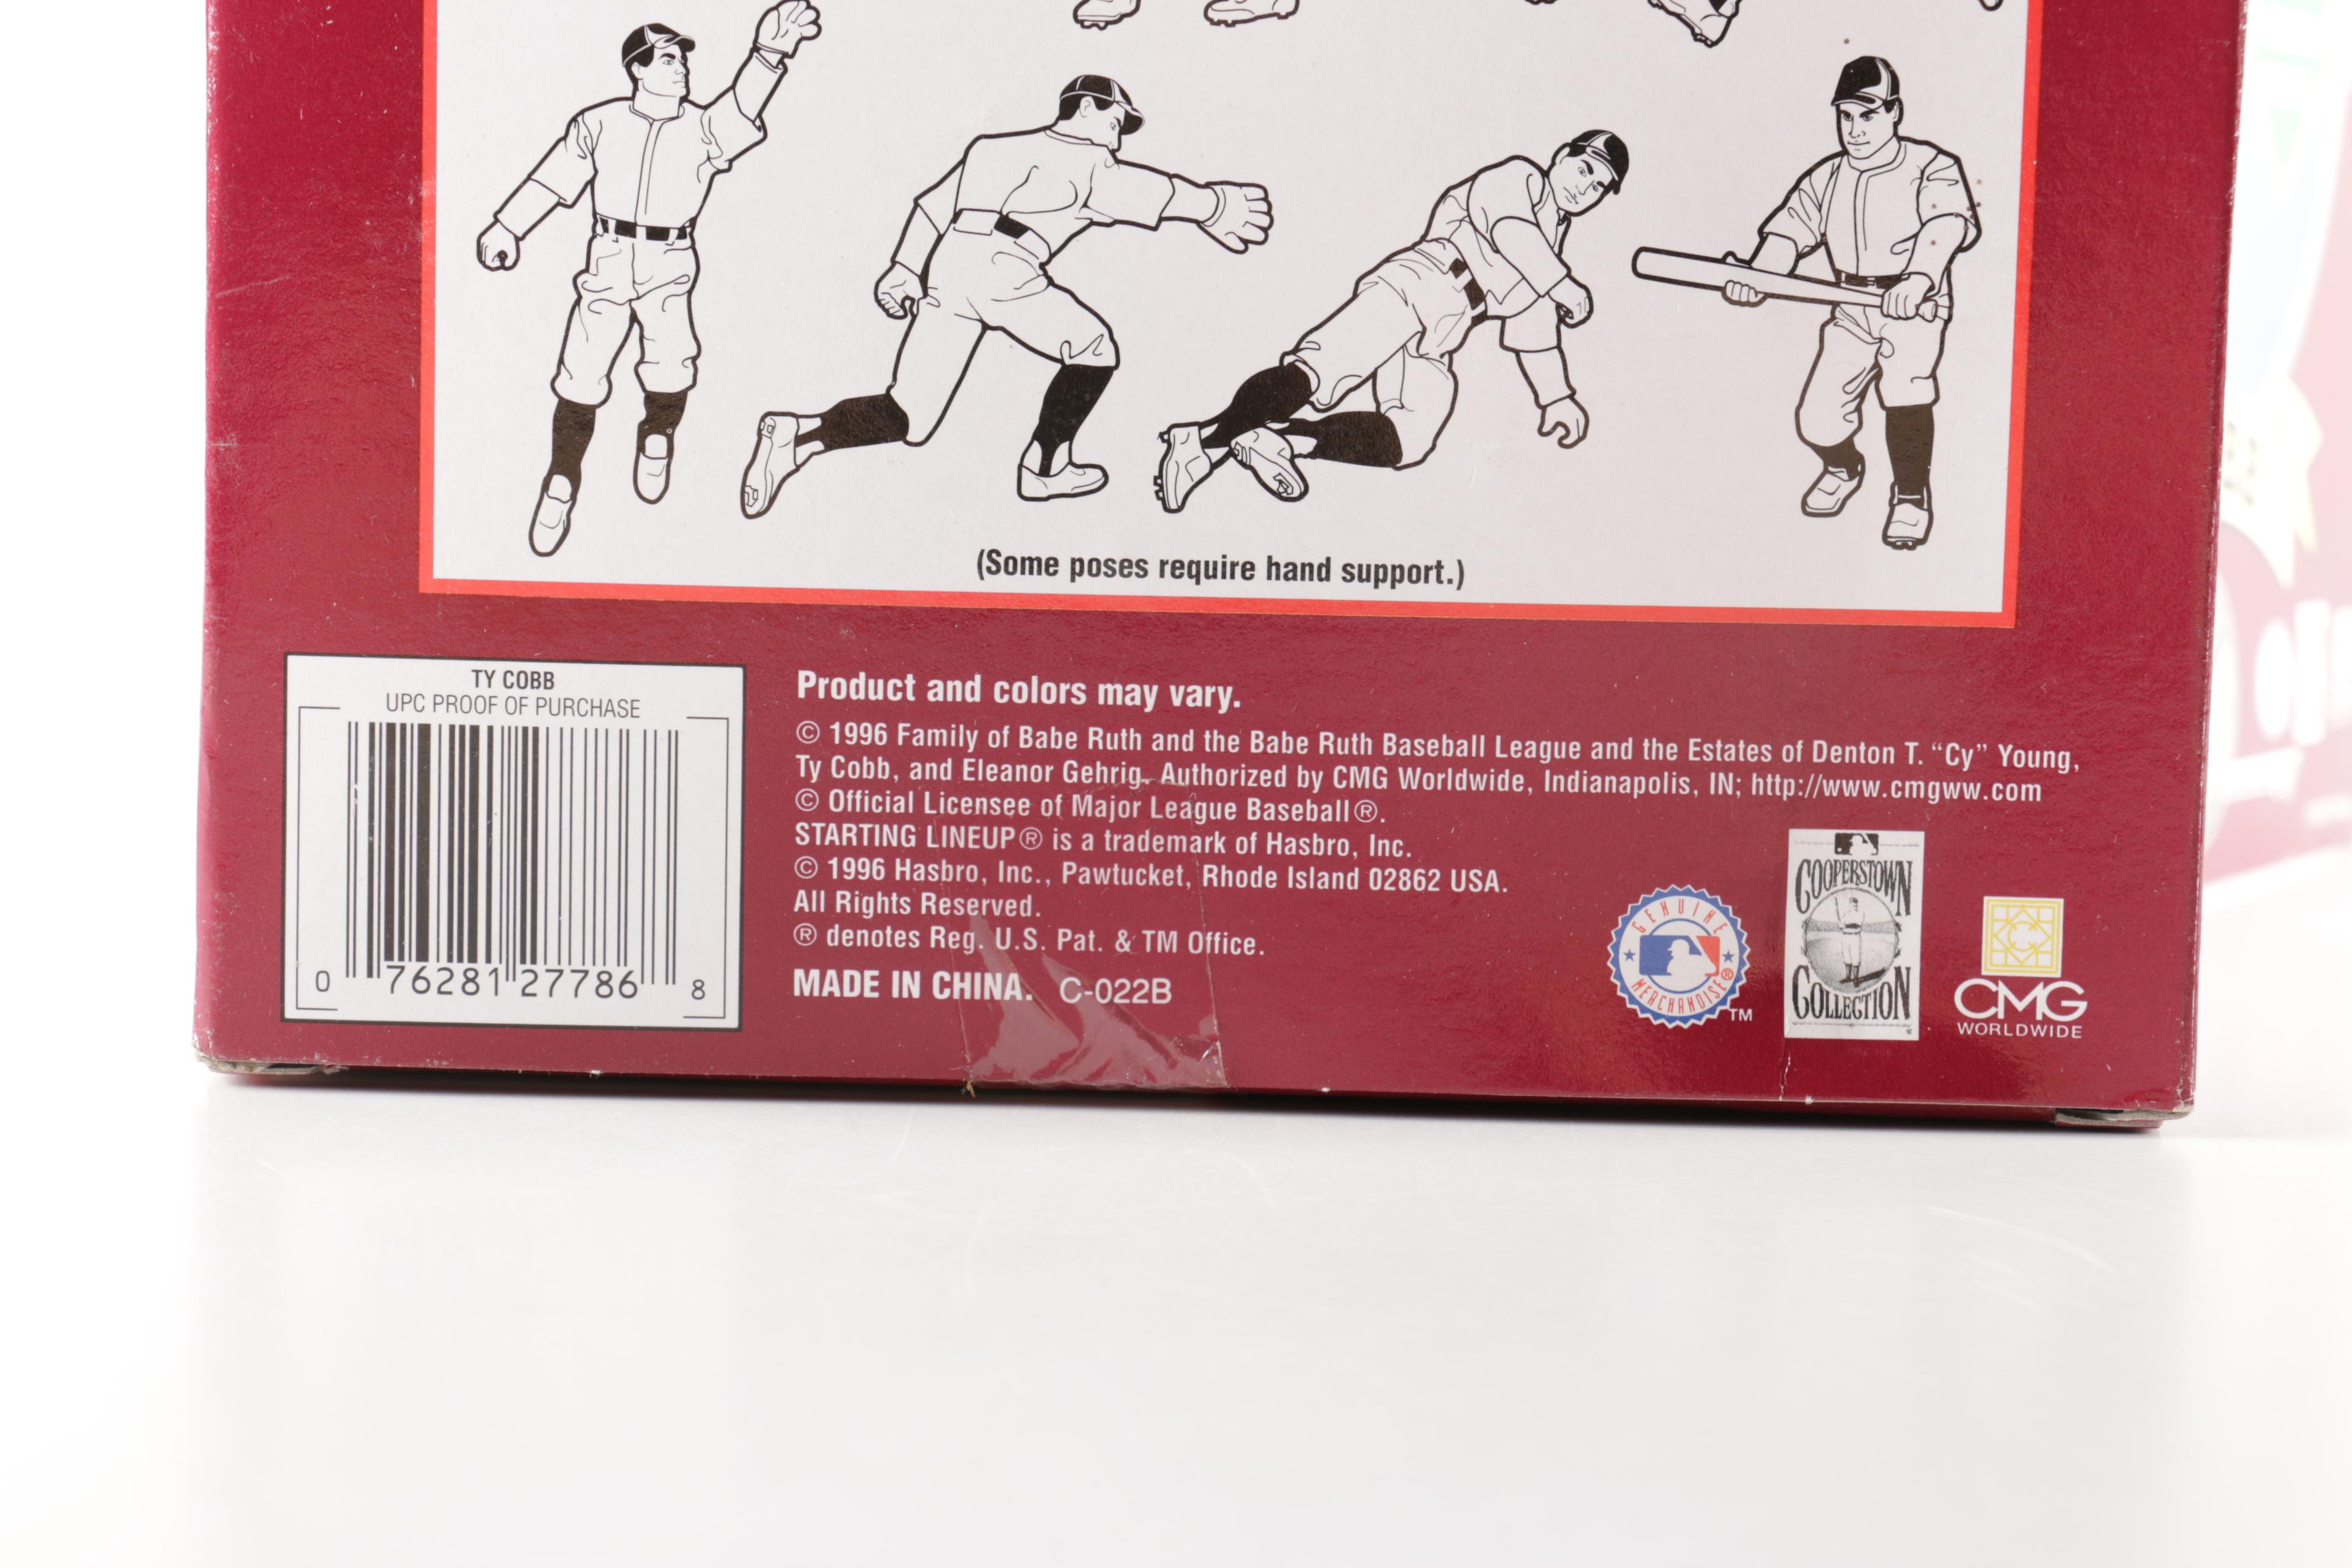 (Some poses require hand support.)
TY COBB
UPC PROOF OF PURCHASE
0 76281 27786 8
Product and colors may vary.
© 1996 Family of Babe Ruth and the Babe Ruth Baseball League and the Estates of Denton T. “Cy” Young,
Ty Cobb, and Eleanor Gehrig. Authorized by CMG Worldwide, Indianapolis, IN; http://www.cmgww.com
© Official Licensee of Major League Baseball®.
STARTING LINEUP® is a trademark of Hasbro, Inc.
© 1996 Hasbro, Inc., Pawtucket, Rhode Island 02862 USA.
All Rights Reserved.
® denotes Reg. U.S. Pat. & TM Office.
MADE IN CHINA. C-022B
GENUINE
MERCHANDISE ®
TM
COOPERSTOWN
COLLECTION
CMG
WORLDWIDE